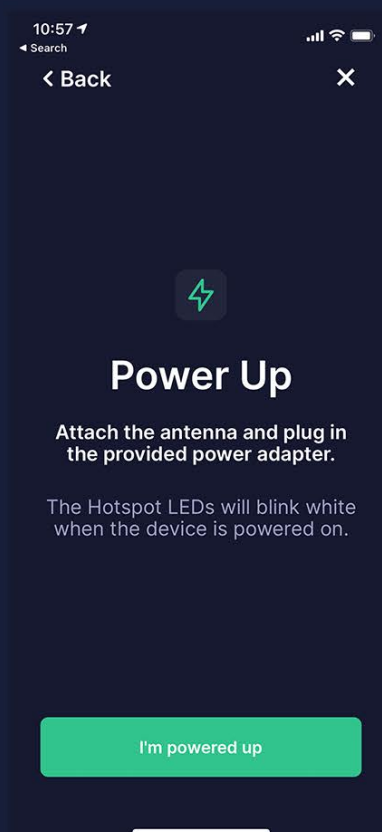 10:57
◀ Search
< Back
Power Up
Attach the antenna and plug in
the provided power adapter.
The Hotspot LEDs will blink white
when the device is powered on.
I'm powered up